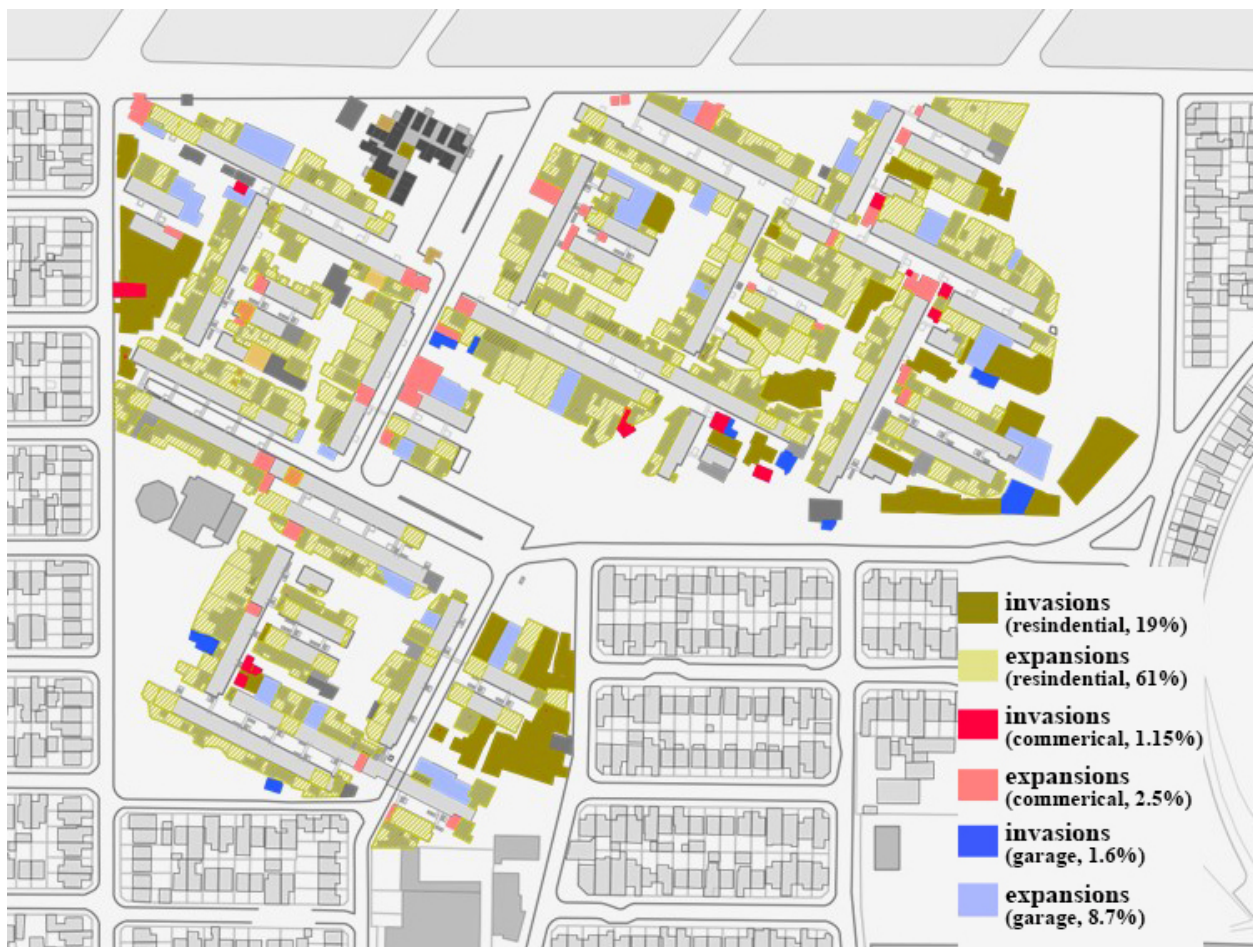 invasions
(resindential, 19%)
expansions
(resindential, 61%)
invasions
(commerical, 1.15%)
expansions
(commerical, 2.5%)
invasions
(garage, 1.6%)
expansions
(garage, 8.7%)